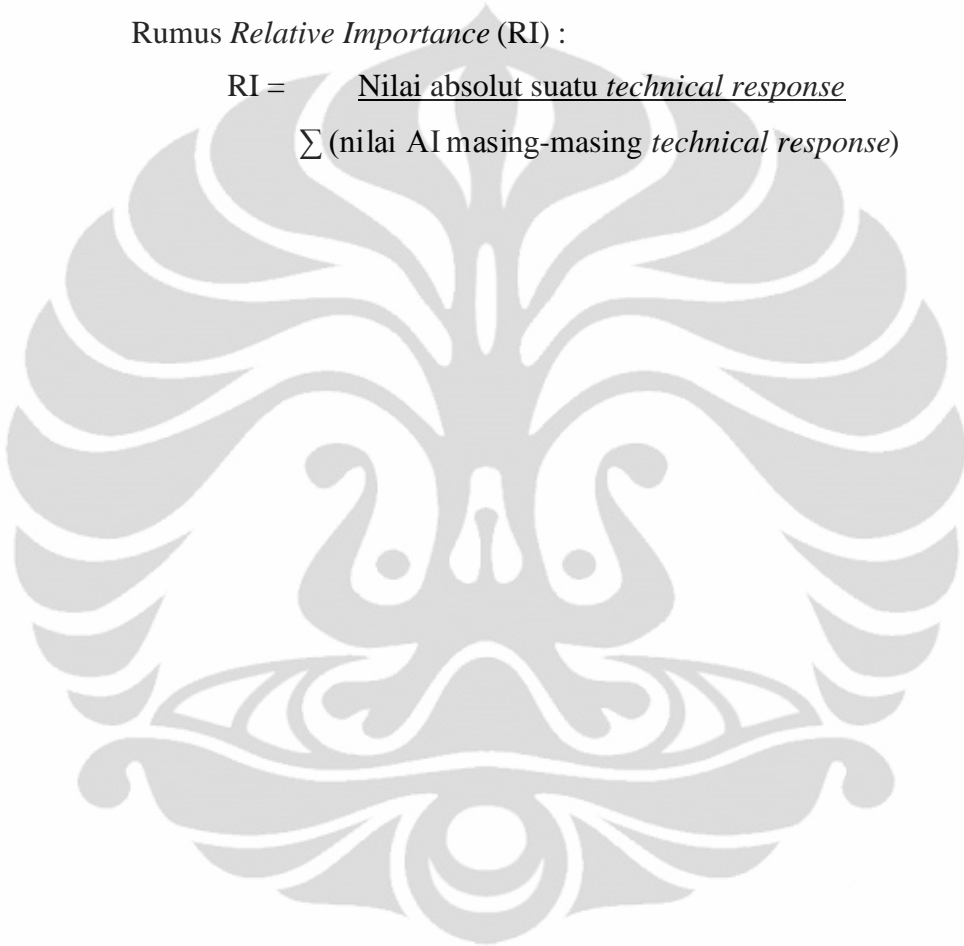 Rumus Relative Importance (RI) :
RI = Nilai absolut suatu technical response
∑ (nilai AI masing-masing technical response)